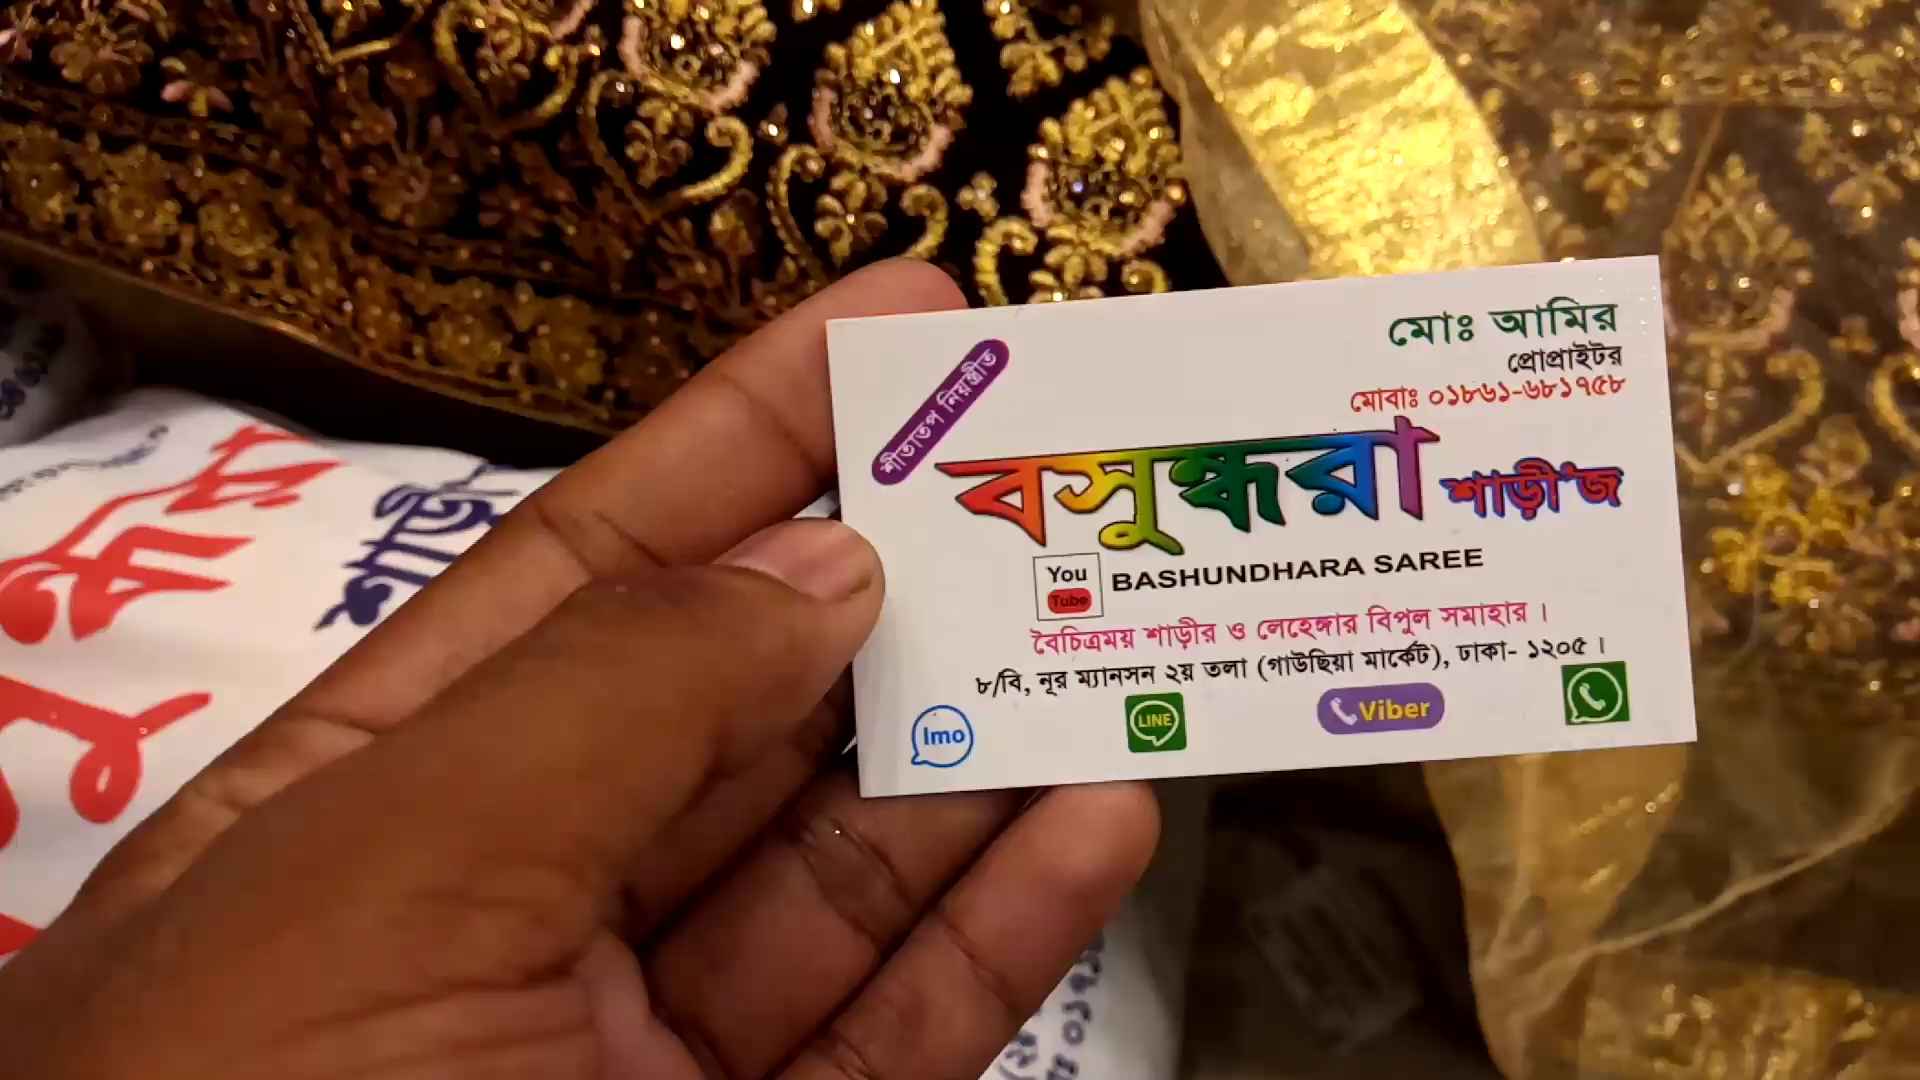 শীতাতপ নিয়ন্ত্রীত
মোঃ আমির
প্রোপ্রাইটর
মোবাঃ ০১৮৬১-৬৮১৭৫৮
বসুন্ধরা শাড়ী'জ
You
Tube
BASHUNDHARA SAREE
বৈচিত্রময় শাড়ীর ও লেহেঙ্গার বিপুল সমাহার ।
৮/বি, নূর ম্যানসন ২য় তলা (গাউছিয়া মার্কেট), ঢাকা- ১২০৫ ।
Imo
LINE
Viber